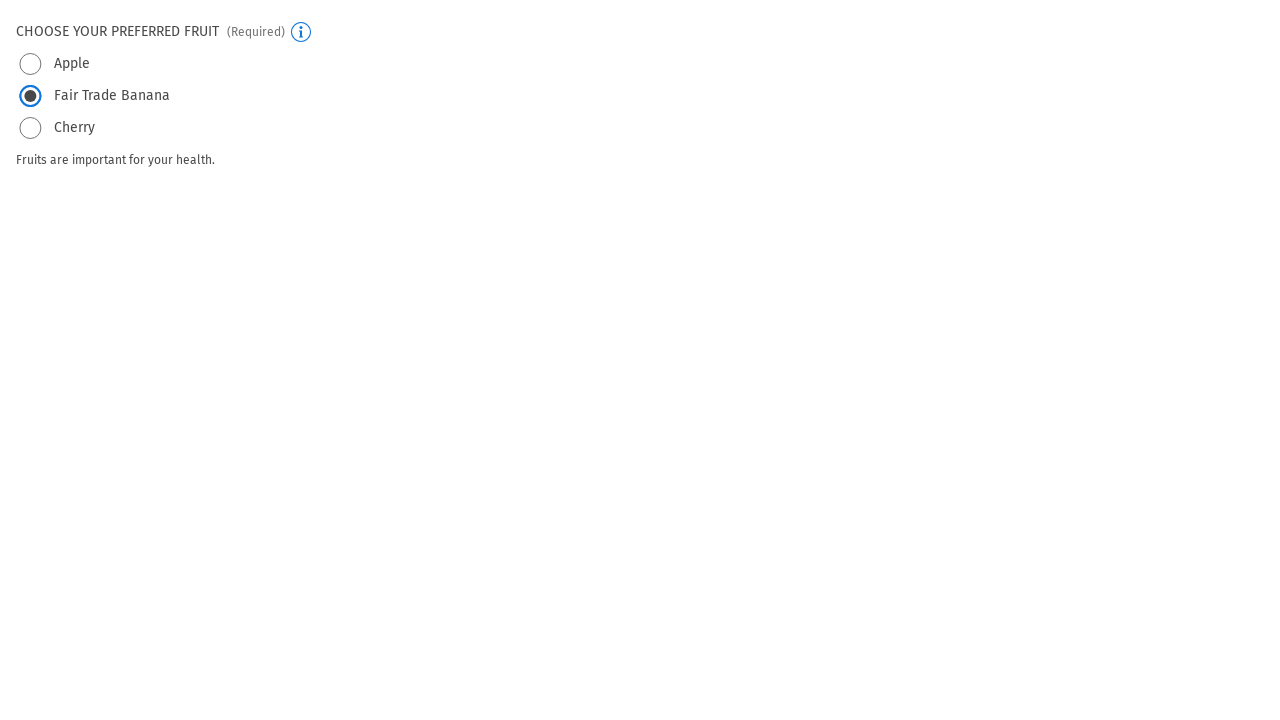 CHOOSE YOUR PREFERRED FRUIT (Required)
Apple
Fair Trade Banana
Cherry
Fruits are important for your health.